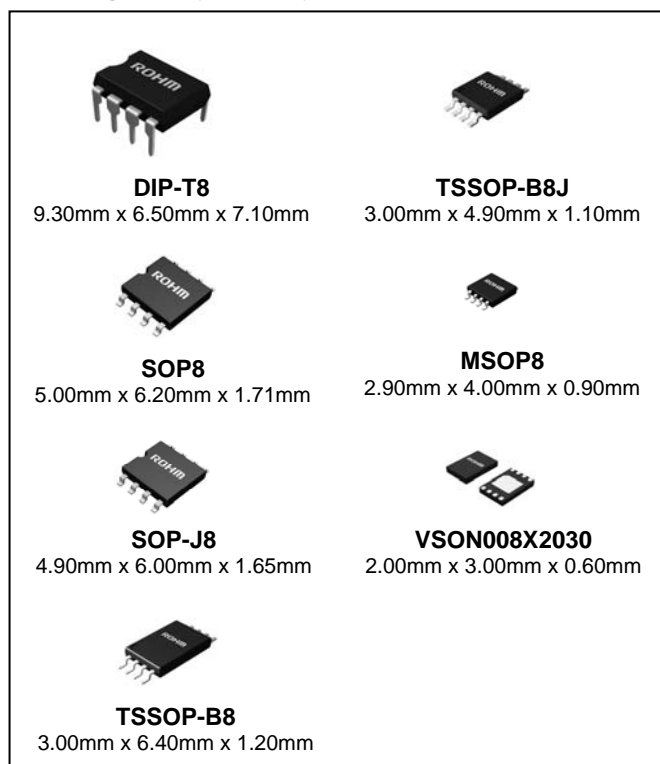 ROHM
DIP-T8
9.30mm x 6.50mm x 7.10mm
ROHM
TSSOP-B8J
3.00mm x 4.90mm x 1.10mm
ROHM
SOP8
5.00mm x 6.20mm x 1.71mm
ROHM
MSOP8
2.90mm x 4.00mm x 0.90mm
ROHM
SOP-J8
4.90mm x 6.00mm x 1.65mm
ROHM
VSON008X2030
2.00mm x 3.00mm x 0.60mm
ROHM
TSSOP-B8
3.00mm x 6.40mm x 1.20mm